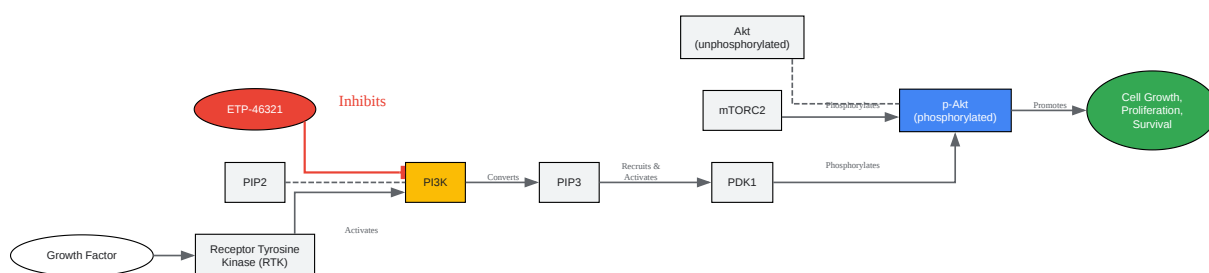 Akt
(unphosphorylated)
ETP-46321
Inhibits
mTORC2
Phosphorylates
p-Akt
(phosphorylated)
Promotes
Cell Growth,
Proliferation,
Survival
PIP2
PI3K
Converts
PIP3
Recruits &
Activates
PDK1
Phosphorylates
Activates
Growth Factor
Receptor Tyrosine
Kinase (RTK)